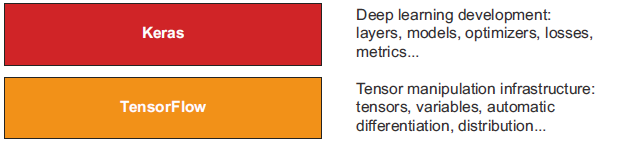 Keras
Deep learning development:
layers, models, optimizers, losses,
metrics...
TensorFlow
Tensor manipulation infrastructure:
tensors, variables, automatic
differentiation, distribution...